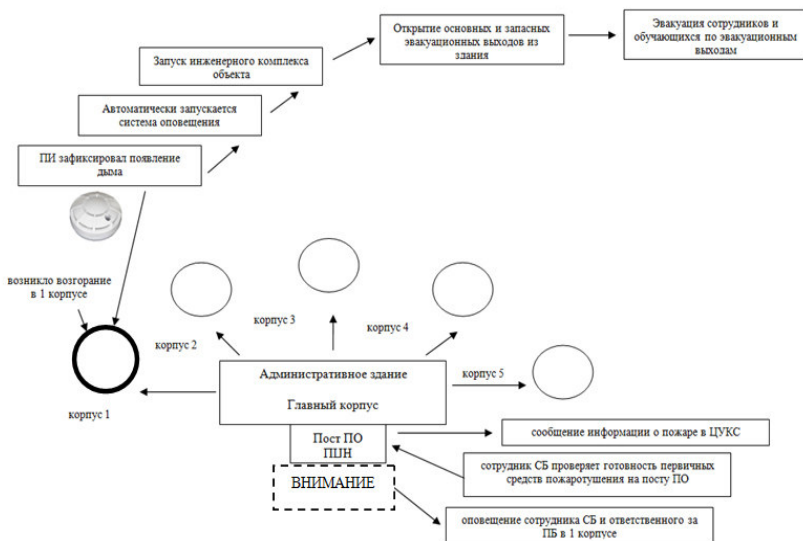 Открытие основных и запасных
эвакуационных выходов из
здания
Эвакуация сотрудников и
обучающихся по эвакуационным
выходам
Запуск инженерного комплекса
объекта
Автоматически запускается
система оповещения
ПИ зафиксировал появление
дыма
возникло возгорание
в 1 корпусе
корпус 3
корпус 4
корпус 2
корпус 5
корпус 1
Административное здание
Главный корпус
Пост ПО
ПЦН
ВНИМАНИЕ
сообщение информации о пожаре в ЦУКС
сотрудник СБ проверяет готовность первичных
средств пожаротушения на посту ПО
оповещение сотрудника СБ и ответственного за
ПБ в 1 корпусе